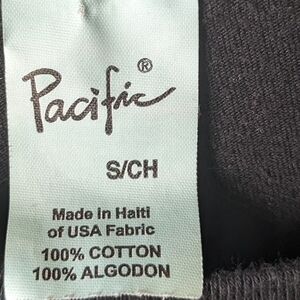 Pacific®
S/CH
Made in Haiti
of USA Fabric
100% COTTON
100% ALGODON